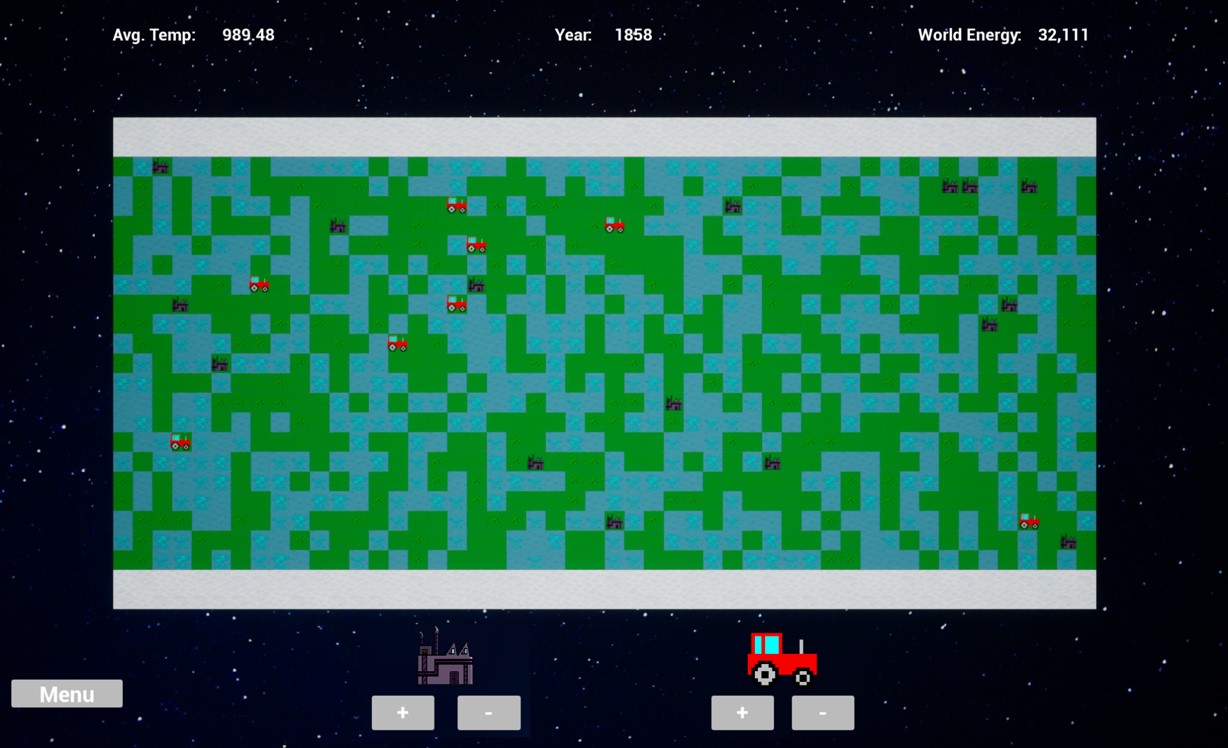 Avg. Temp: 989.48 Year: 1858 World Energy: 32,111
Menu + - + -